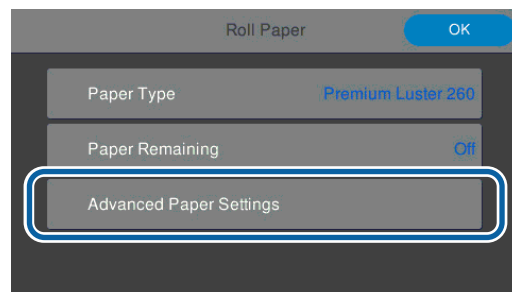 Roll Paper OK
Paper Type Premium Luster 260
Paper Remaining Off
Advanced Paper Settings